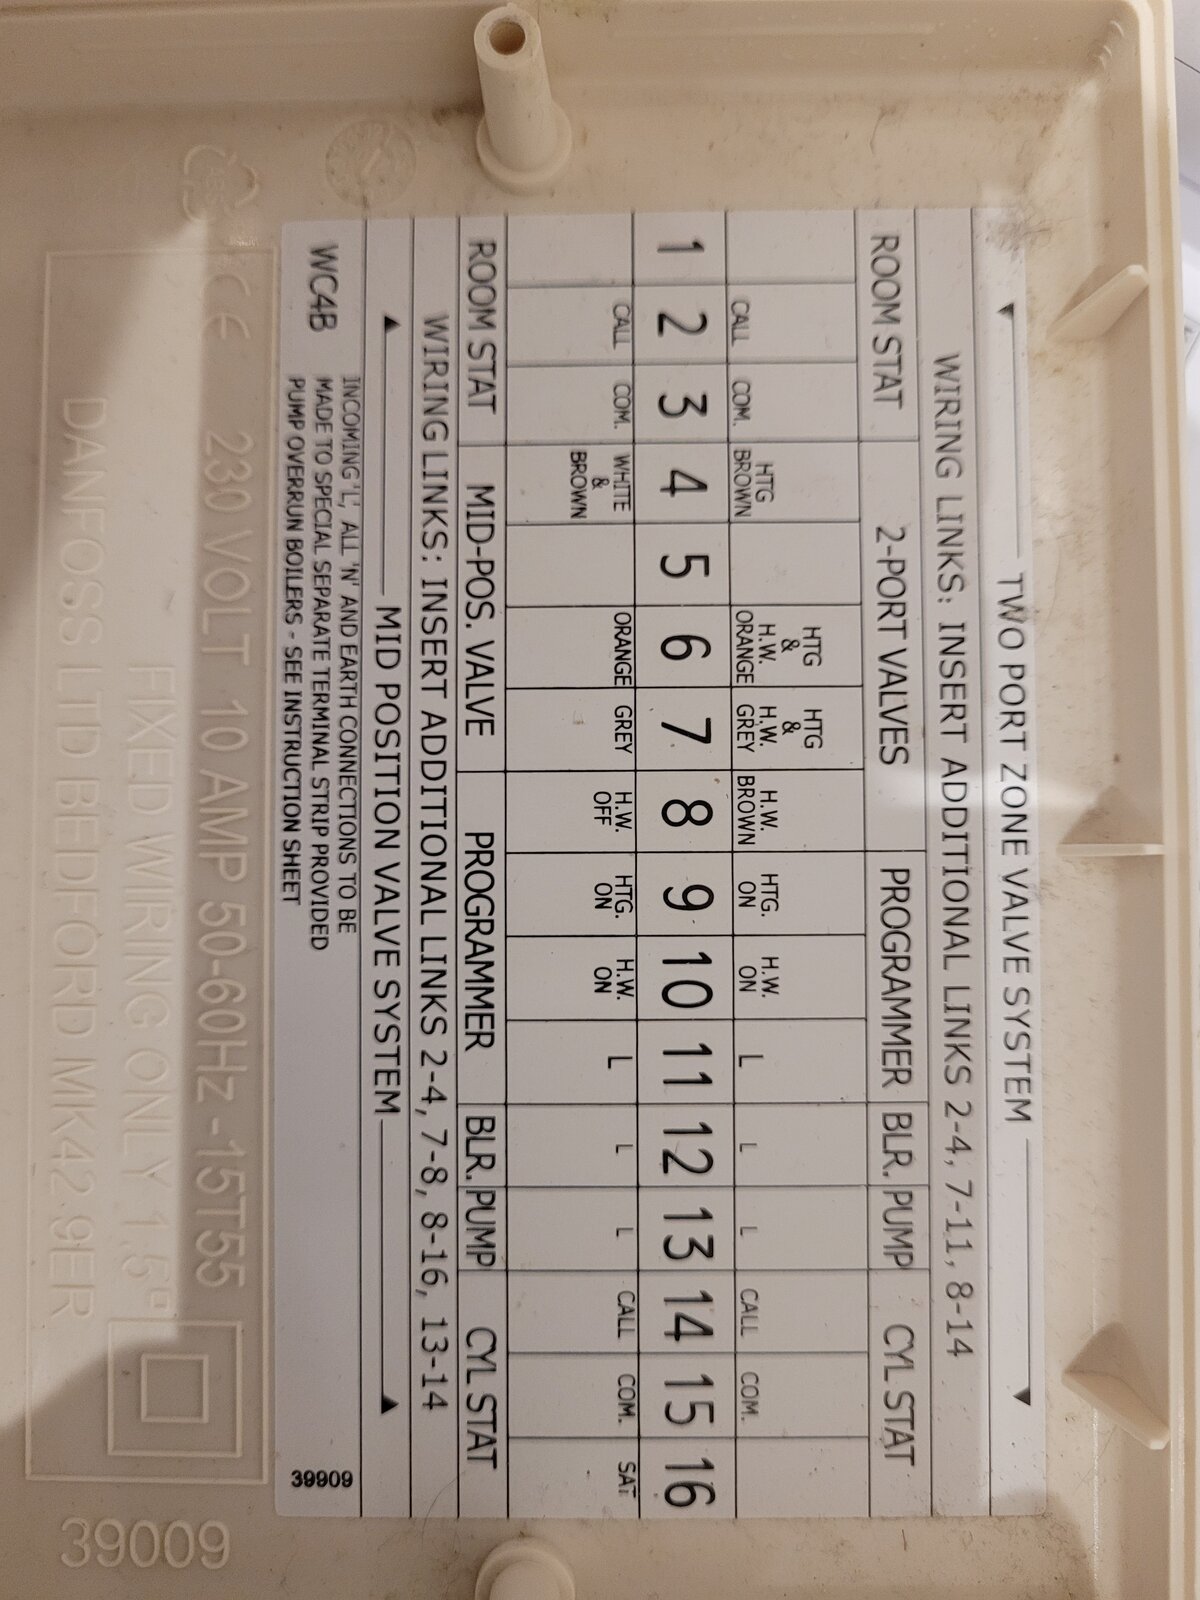 TWO PORT ZONE VALVE SYSTEM
WIRING LINKS: INSERT ADDITIONAL LINKS 2-4, 7-11, 8-14
ROOM STAT 2-PORT VALVES PROGRAMMER BLR. PUMP CYL STAT
HTG HTG
HTG & & H.W. HTG. H.W.
CALL COM. BROWN H.W. H.W. BROWN ON ON L L L CALL COM.
ORANGE GREY
1 2 3 4 5 6 7 8 9 10 11 12 13 14 15 16
CALL COM. WHITE ORANGE GREY H.W. HTG. H.W. L L L CALL COM. SAT
& OFF ON ON
BROWN
ROOM STAT MID-POS. VALVE PROGRAMMER BLR. PUMP CYL STAT
WIRING LINKS: INSERT ADDITIONAL LINKS 2-4, 7-8, 8-16, 13-14
MID POSITION VALVE SYSTEM
WC4B
INCOMING 'L', ALL 'N' AND EARTH CONNECTIONS TO BE
MADE TO SPECIAL SEPARATE TERMINAL STRIP PROVIDED
PUMP OVERRUN BOILERS - SEE INSTRUCTION SHEET
39909
CE 230 VOLT 10 AMP 50-60Hz -15T55
FIXED WIRING ONLY 1.5□
DANFOSS LTD BEDFORD MK42 9ER
39009